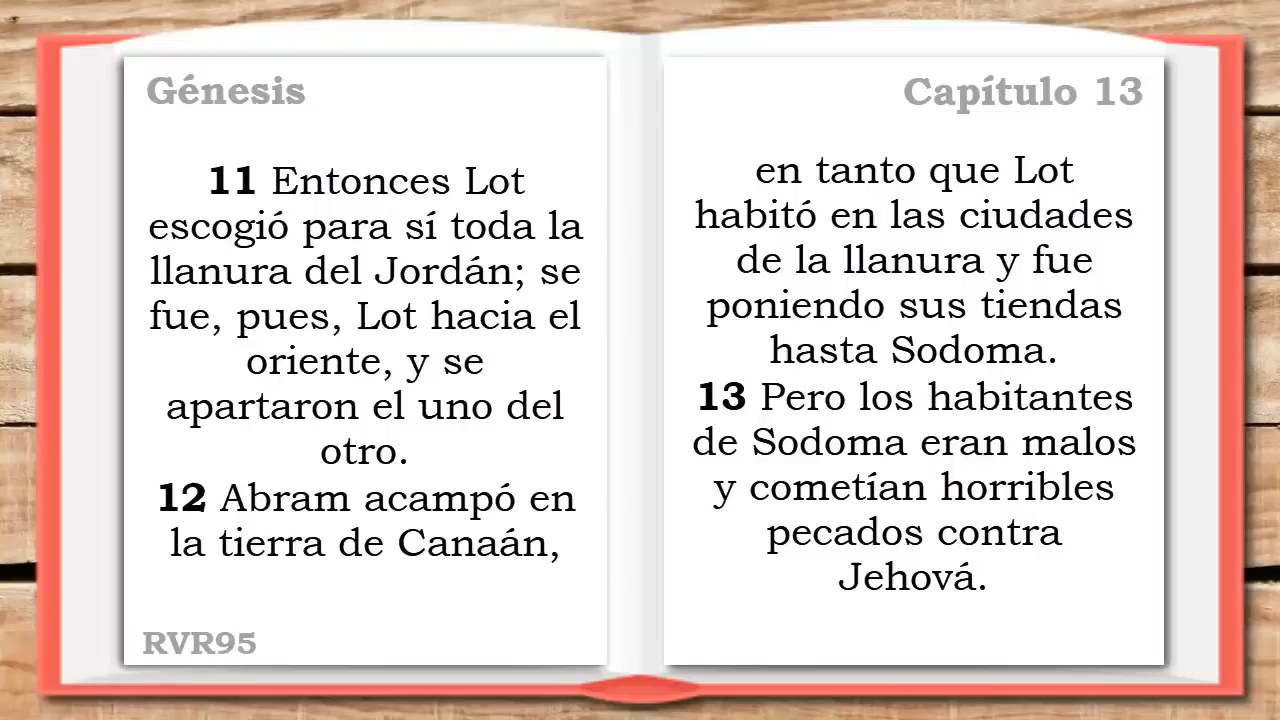 Génesis
11 Entonces Lot
escogió para sí toda la
llanura del Jordán; se
fue, pues, Lot hacia el
oriente, y se
apartaron el uno del
otro.
12 Abram acampó en
la tierra de Canaán,
RVR95
Capítulo 13
en tanto que Lot
habitó en las ciudades
de la llanura y fue
poniendo sus tiendas
hasta Sodoma.
13 Pero los habitantes
de Sodoma eran malos
y cometían horribles
pecados contra
Jehová.